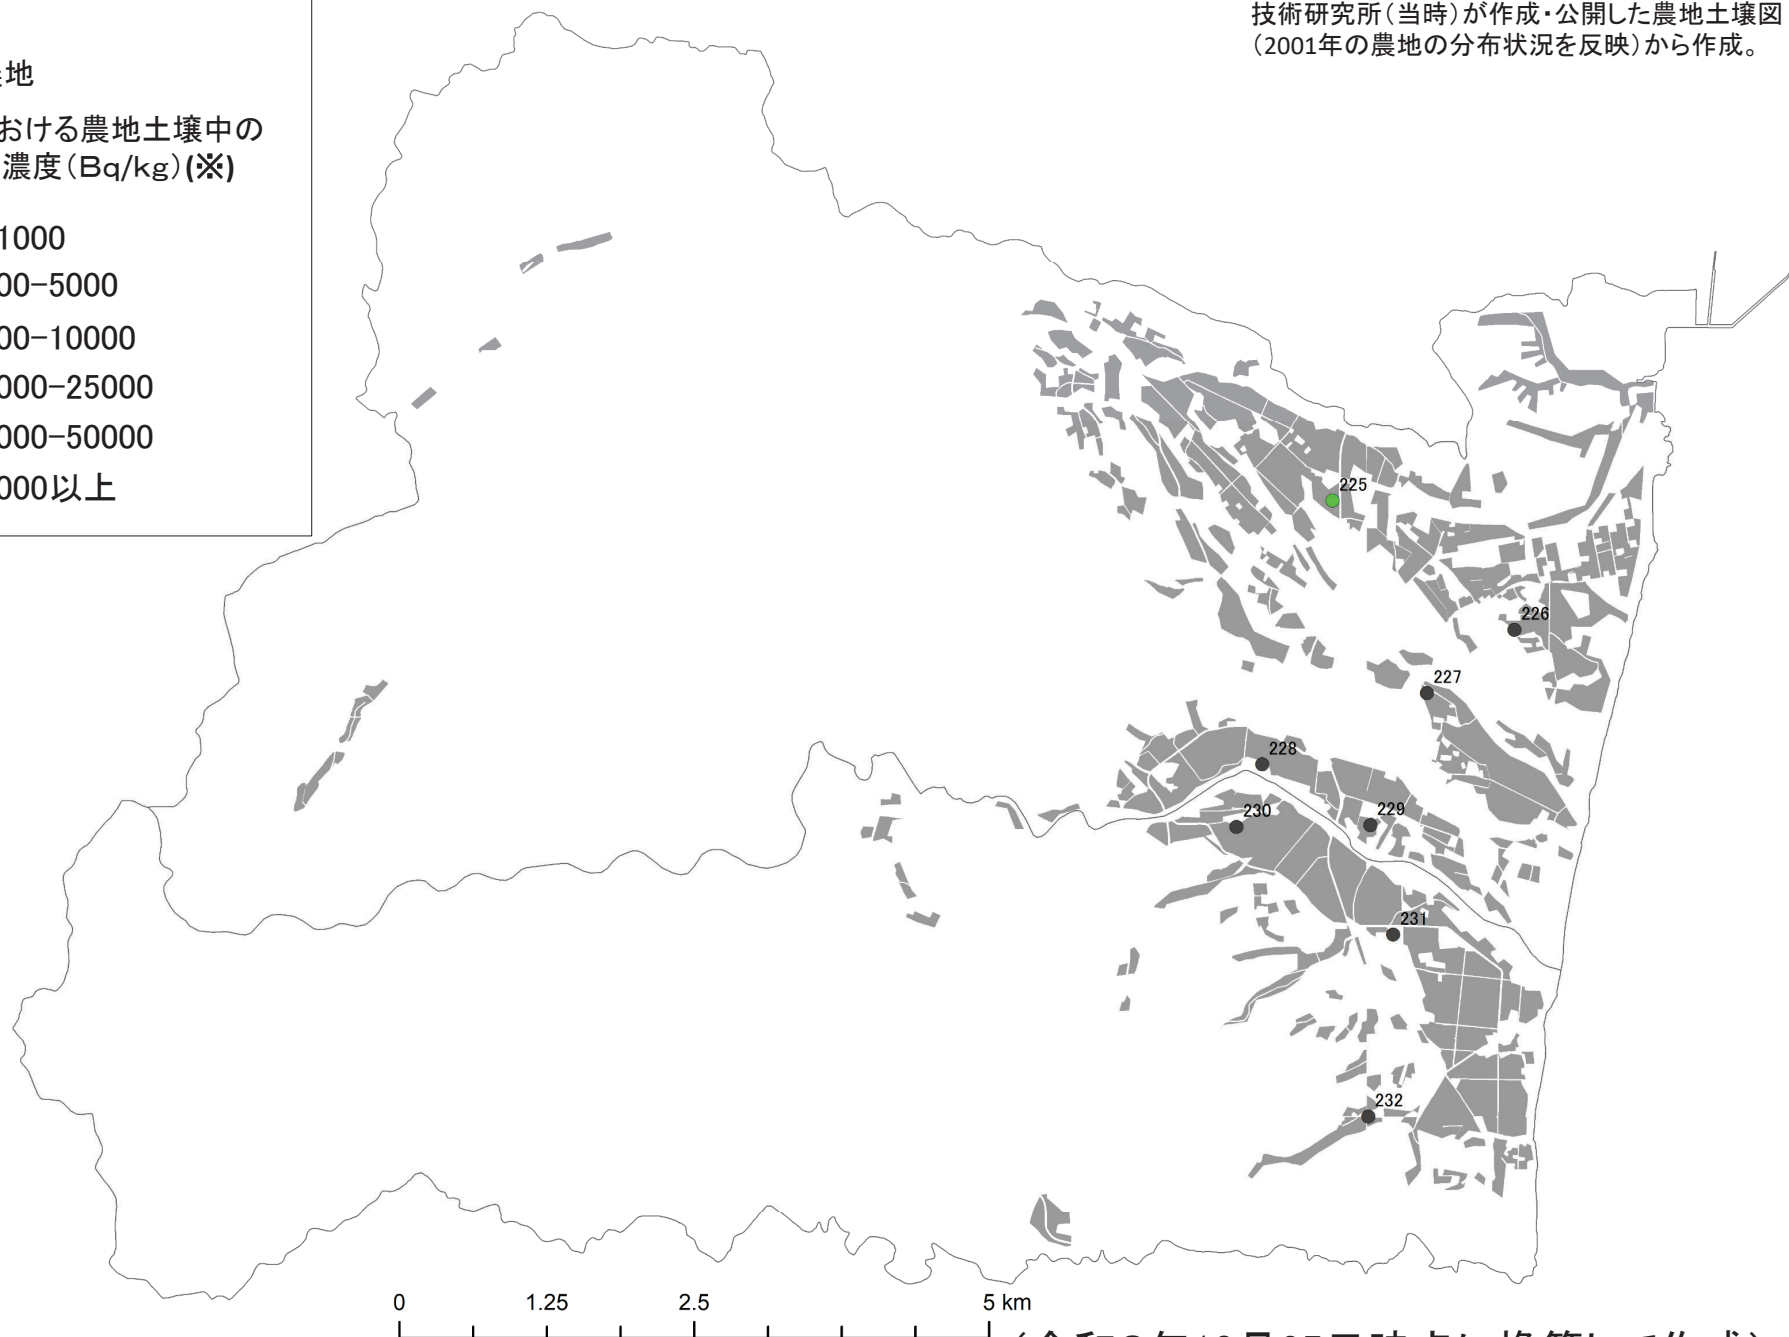 技術研究所(当時)が作成・公開した農地土壌図
(2001年の農地の分布状況を反映)から作成。
地
おける農地土壌中の
濃度(Bq/kg)(※)
1000
00-5000
00-10000
000-25000
000-50000
000以上
225
226
227
228
229
230
231
232
0 1.25 2.5 5 km